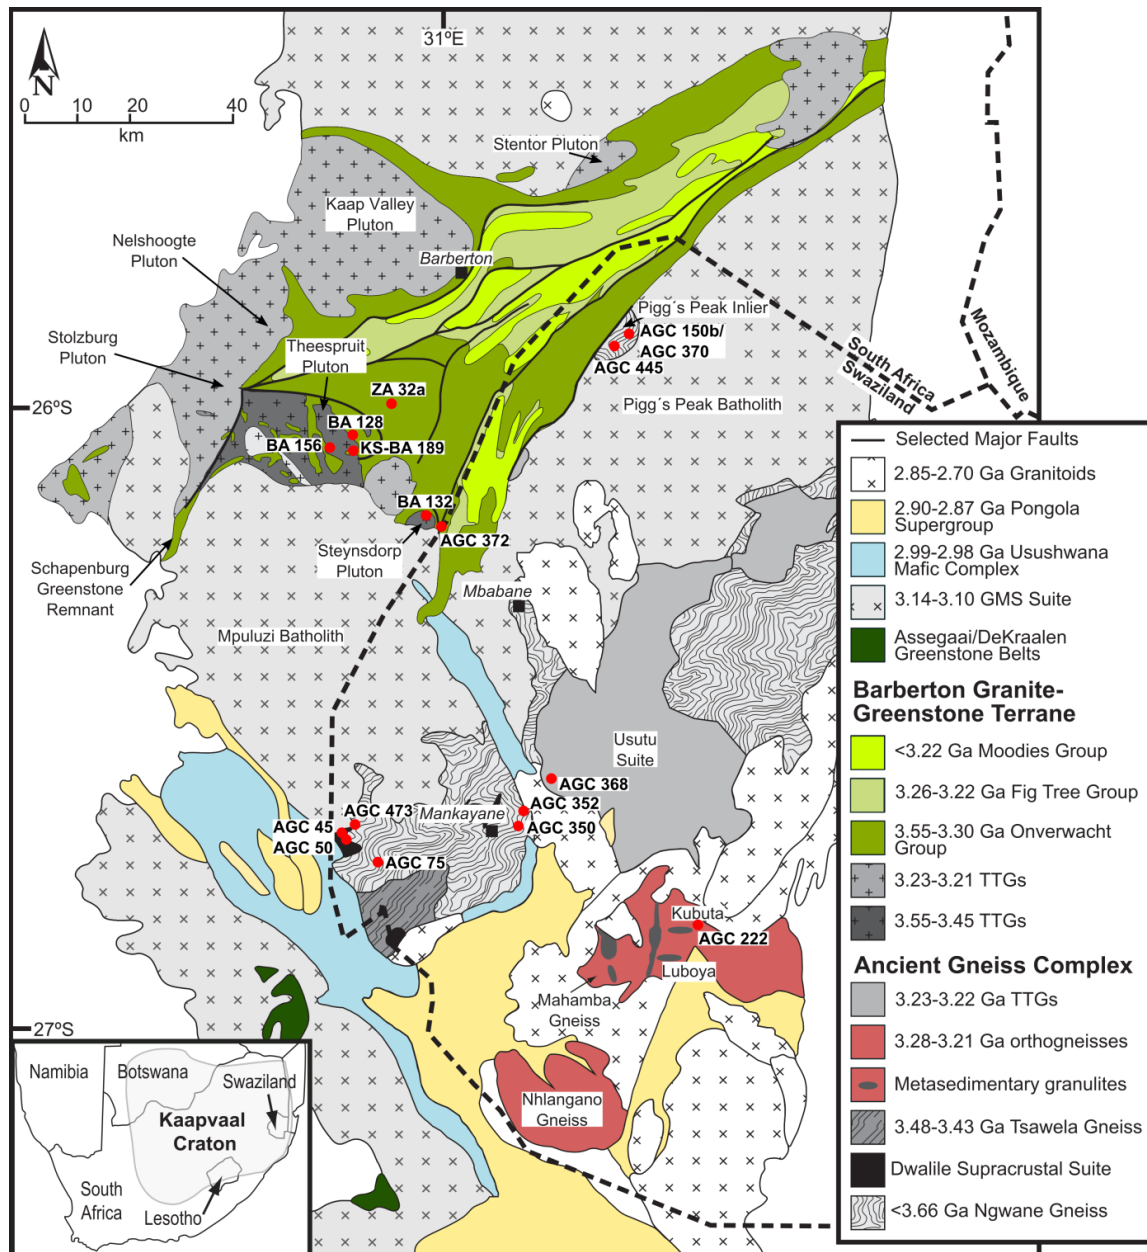 31ºE
N
0 10 20 40
km
Stentor Pluton
Kaap Valley
Pluton
Nelshoogte
Pluton
Barberton
Stolzburg
Pluton
Theespruit
Pluton
Pigg´s Peak Inlier
AGC 150b/
AGC 370
AGC 445
South Africa
Swaziland
Mozambique
ZA 32a
26ºS
Pigg´s Peak Batholith
BA 128
BA 156
KS-BA 189
BA 132
AGC 372
Steynsdorp
Pluton
Schapenburg
Greenstone
Remnant
Mbabane
Mpuluzi Batholith
Usutu
Suite
AGC 368
AGC 352
AGC 350
Mankayane
AGC 473
AGC 45
AGC 50
AGC 75
Kubuta
AGC 222
Luboya
Mahamba
Gneiss
27ºS
Nhlangano
Gneiss
Namibia
Botswana
Swaziland
Kaapvaal
Craton
South
Africa
Lesotho
Selected Major Faults
2.85-2.70 Ga Granitoids
2.90-2.87 Ga Pongola
Supergroup
2.99-2.98 Ga Usushwana
Mafic Complex
3.14-3.10 GMS Suite
Assegaai/DeKraalen
Greenstone Belts
Barberton Granite-
Greenstone Terrane
<3.22 Ga Moodies Group
3.26-3.22 Ga Fig Tree Group
3.55-3.30 Ga Onverwacht
Group
3.23-3.21 TTGs
3.55-3.45 TTGs
Ancient Gneiss Complex
3.23-3.22 Ga TTGs
3.28-3.21 Ga orthogneisses
Metasedimentary granulites
3.48-3.43 Ga Tsawela Gneiss
Dwalile Supracrustal Suite
<3.66 Ga Ngwane Gneiss